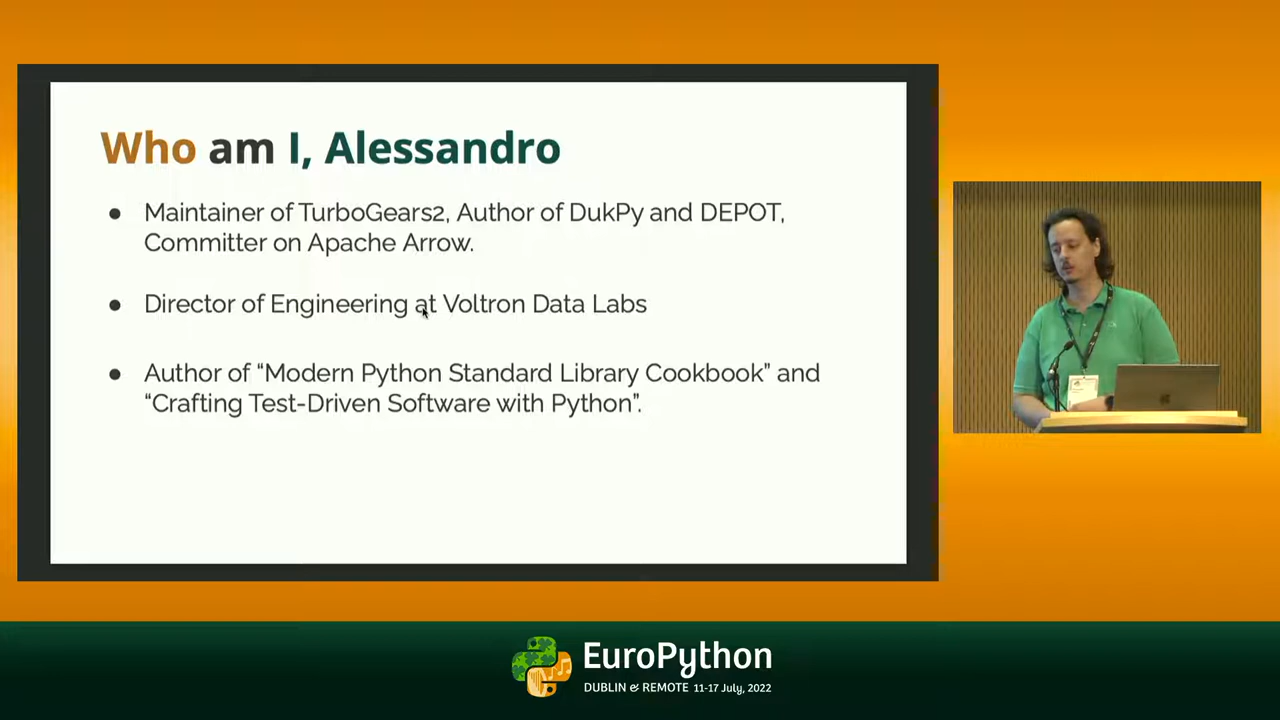 Who am I, Alessandro
● Maintainer of TurboGears2, Author of DukPy and DEPOT,
Committer on Apache Arrow.
● Director of Engineering at Voltron Data Labs
● Author of “Modern Python Standard Library Cookbook” and
“Crafting Test-Driven Software with Python”.
EuroPython
DUBLIN & REMOTE 11-17 July, 2022